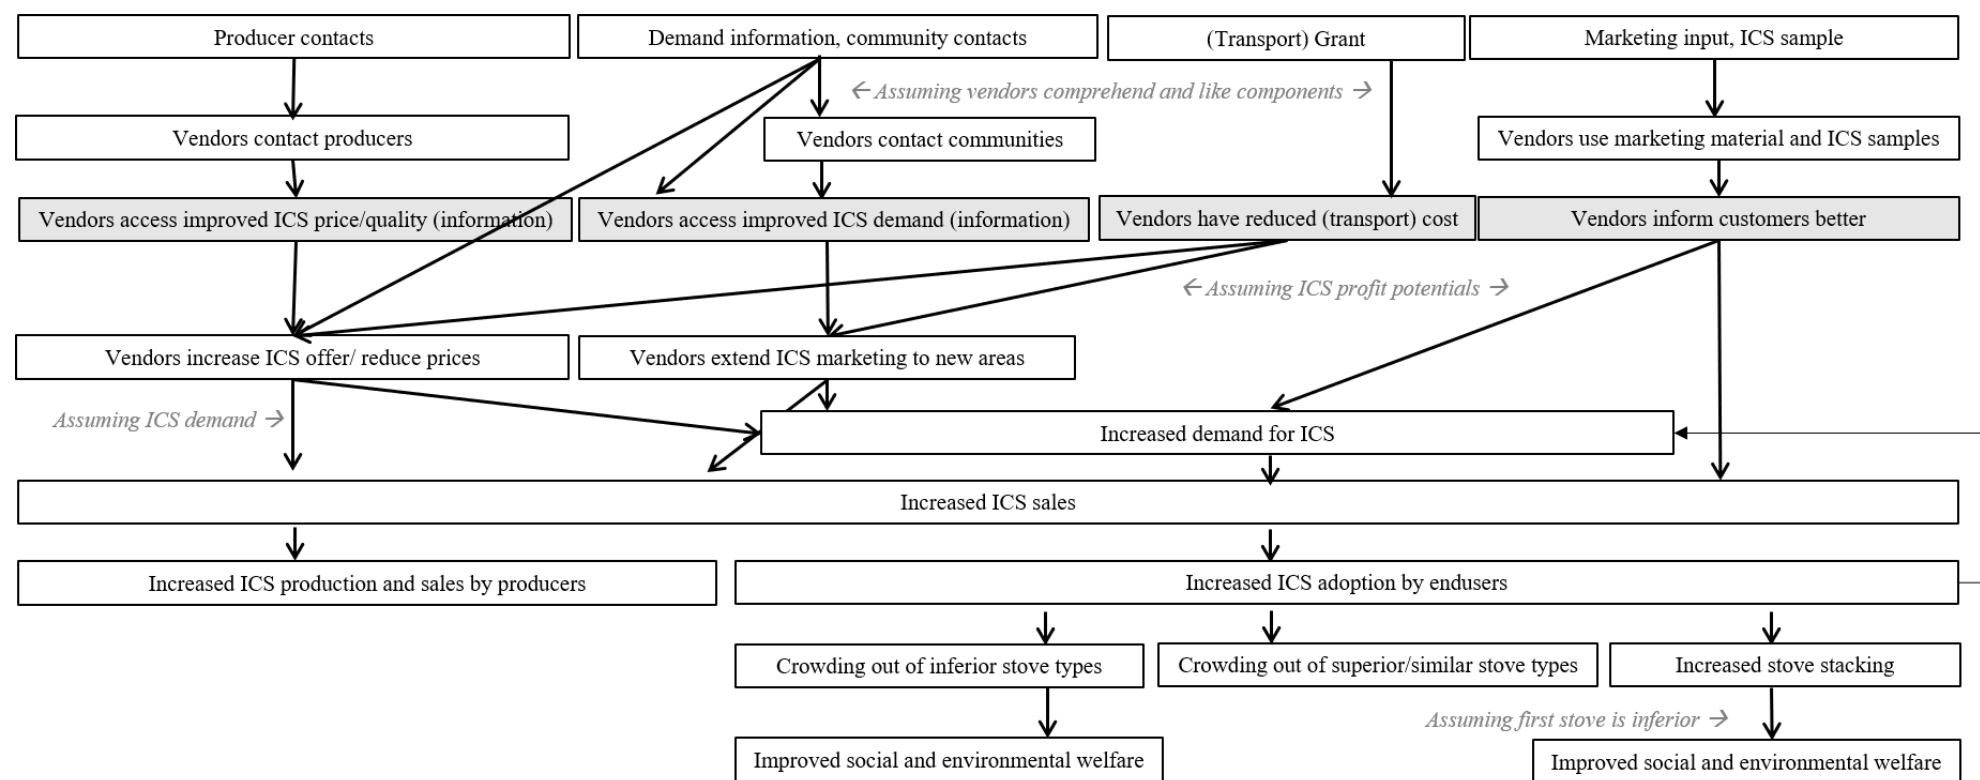 Producer contacts
Demand information, community contacts
(Transport) Grant
Marketing input, ICS sample
← Assuming vendors comprehend and like components →
Vendors contact producers
Vendors contact communities
Vendors use marketing material and ICS samples
Vendors access improved ICS price/quality (information)
Vendors access improved ICS demand (information)
Vendors have reduced (transport) cost
Vendors inform customers better
← Assuming ICS profit potentials →
Vendors increase ICS offer/ reduce prices
Vendors extend ICS marketing to new areas
Assuming ICS demand →
Increased demand for ICS
Increased ICS sales
Increased ICS production and sales by producers
Increased ICS adoption by endusers
Crowding out of inferior stove types
Crowding out of superior/similar stove types
Increased stove stacking
Assuming first stove is inferior →
Improved social and environmental welfare
Improved social and environmental welfare